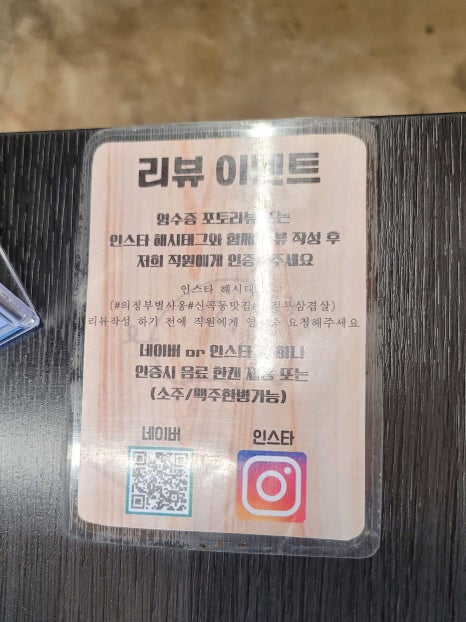 리뷰 이벤트
영수증 포토리뷰 또는
인스타 해시태그와 함께 리뷰 작성 후
저희 직원에게 인증해주세요
인스타 해시태그
(#의정부별사용#신곡동맛집#의정부삼겹살)
리뷰작성 하기 전에 직원에게 영수증 요청해주세요
네이버 or 인스타 중 하나
인증시 음료 한캔 제공 또는
(소주/맥주한병가능)
네이버
인스타